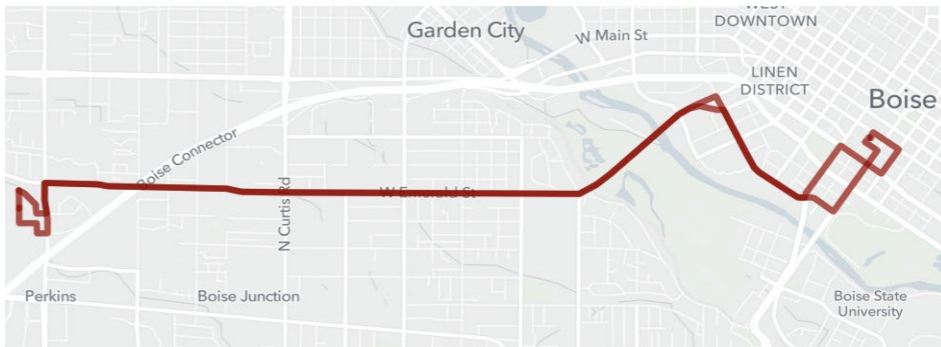 WEST
DOWNTOWN
Garden City
W Main St
LINEN
DISTRICT
Boise
Boise Connector
N Curtis Rd
W Emerald St
Perkins
Boise Junction
Boise State
University